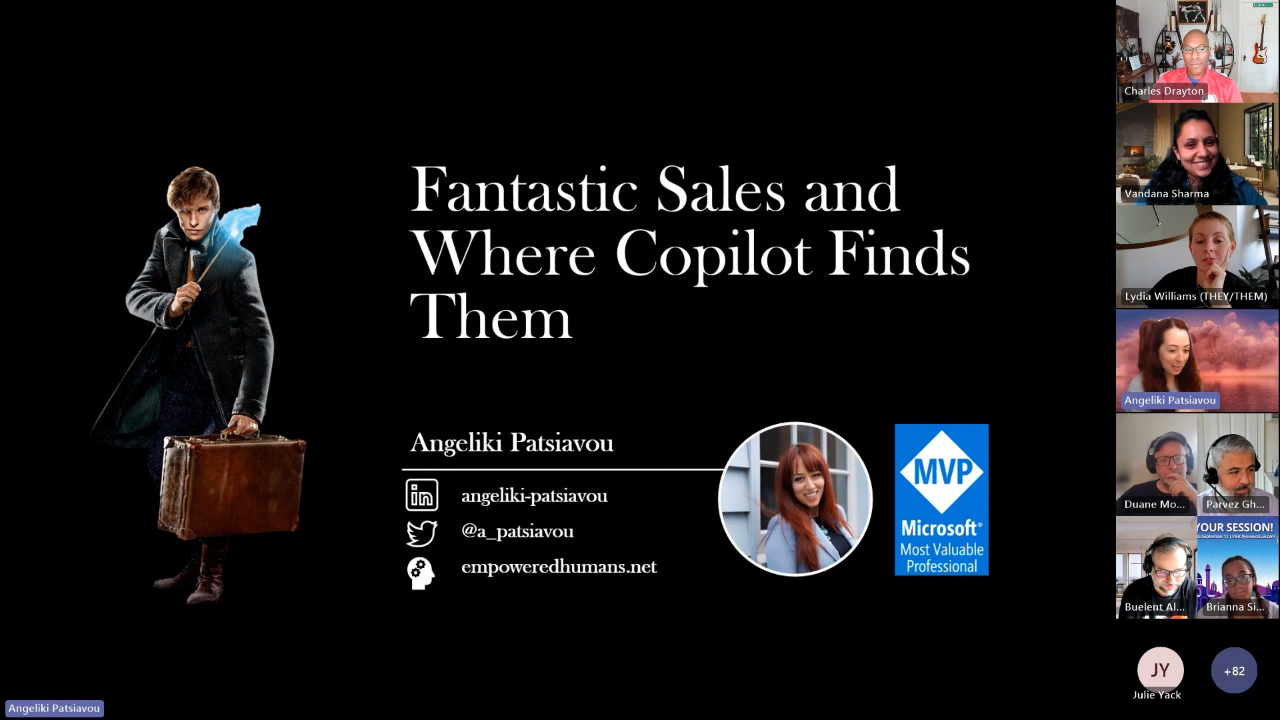 Fantastic Sales and
Where Copilot Finds
Them
Angeliki Patsiavou
in
angeliki-patsiavou
@a_patsiavou
empoweredhumans.net
MVP
Microsoft®
Most Valuable
Professional
Angeliki Patsiavou
Charles Drayton
Vandana Sharma
Lydia Williams (THEY/THEM)
Angeliki Patsiavou
Duane Mo...
Parvez Gh...
YOUR SESSION!
Buelent Al...
Brianna Si...
JY
Julie Yack
+82